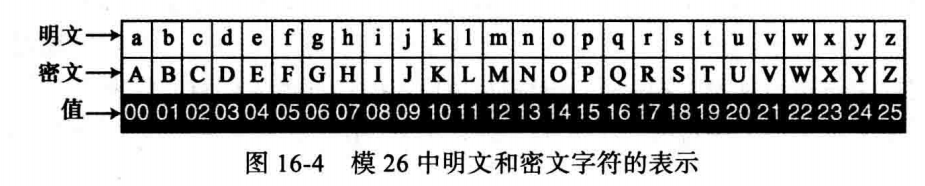 明文 a b c d e f g h i j k l m n o p q r s t u v w x y z
密文 A B C D E F G H I J K L M N O P Q R S T U V W X Y Z
值 00 01 02 03 04 05 06 07 08 09 10 11 12 13 14 15 16 17 18 19 20 21 22 23 24 25
图 16-4 模 26 中明文和密文字符的表示